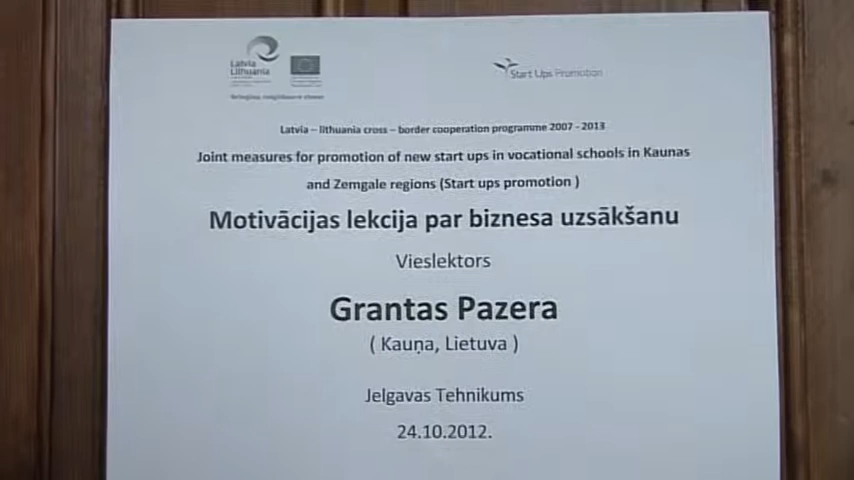 Latvia
Lithuania
Start Ups Promotion
Latvia – lithuania cross – border cooperation programme 2007 - 2013
Joint measures for promotion of new start ups in vocational schools in Kaunas
and Zemgale regions (Start ups promotion )
Motivācijas lekcija par biznesa uzsākšanu
Vieslektors
Grantas Pazera
( Kauņa, Lietuva )
Jelgavas Tehnikums
24.10.2012.